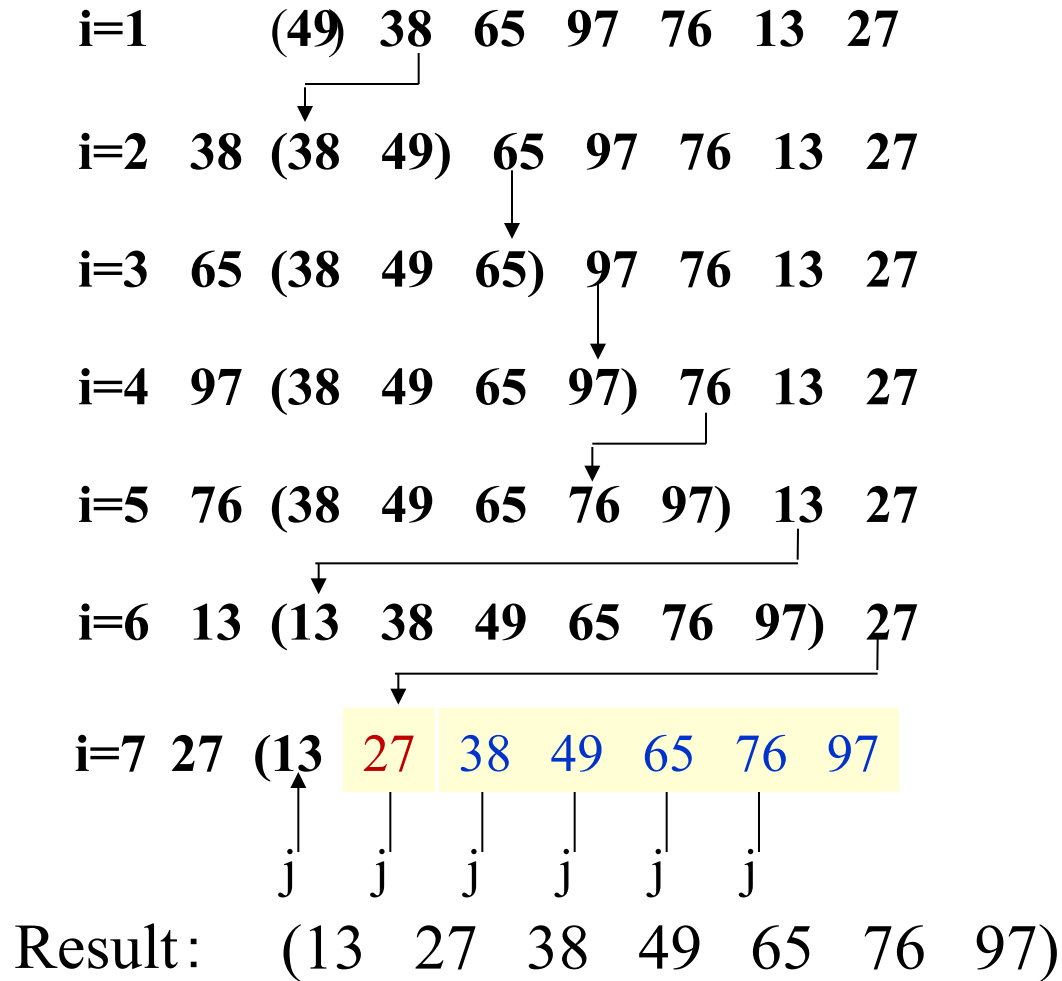 i=1 (49) 38 65 97 76 13 27
i=2 38 (38 49) 65 97 76 13 27
i=3 65 (38 49 65) 97 76 13 27
i=4 97 (38 49 65 97) 76 13 27
i=5 76 (38 49 65 76 97) 13 27
i=6 13 (13 38 49 65 76 97) 27
i=7 27 (13 27 38 49 65 76 97
j j j j j j
Result: (13 27 38 49 65 76 97)